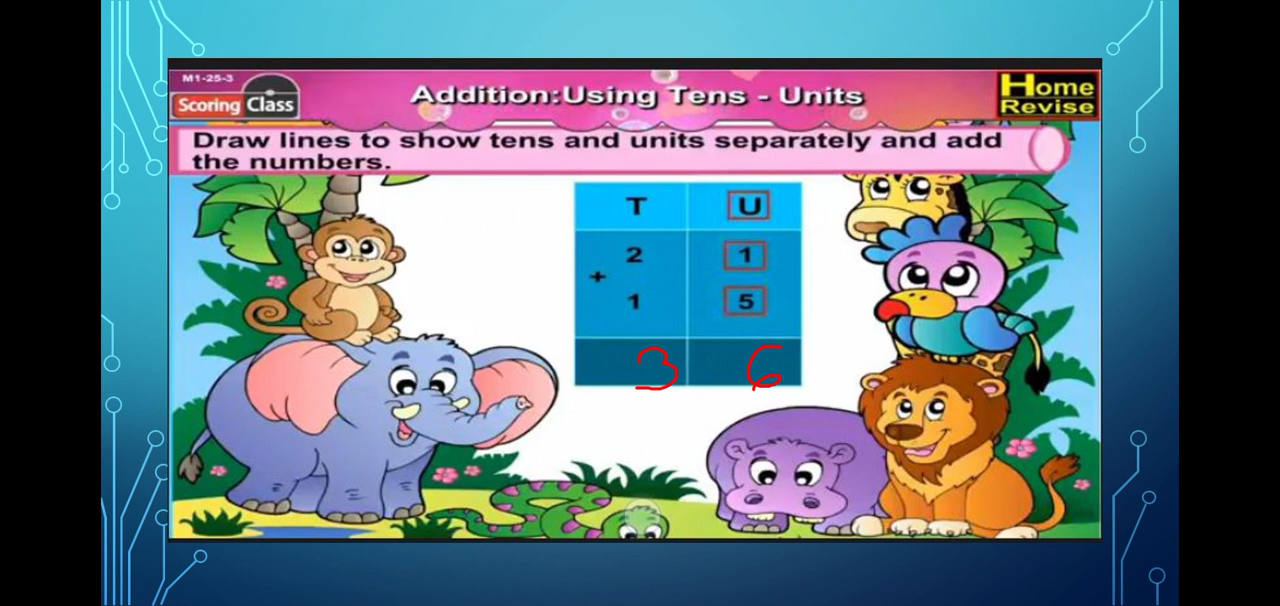 M1-25-3
Scoring Class
Addition:Using Tens - Units
Home
Revise
Draw lines to show tens and units separately and add
the numbers.
T U
2 1
+
1 5
3 6